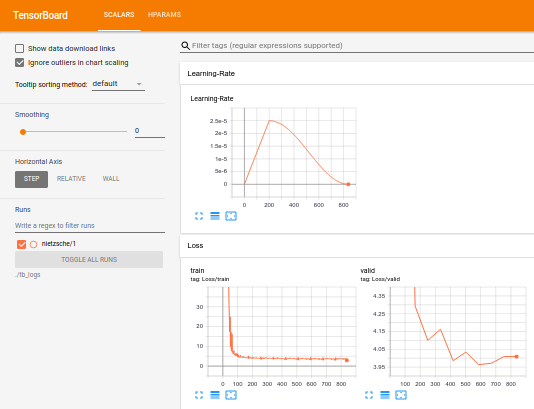 TensorBoard SCALARS HPARAMS
Show data download links
Ignore outliers in chart scaling
Tooltip sorting method: default
Smoothing
0
Horizontal Axis
STEP RELATIVE WALL
Runs
Write a regex to filter runs
nietzsche/1
TOGGLE ALL RUNS
./tb_logs
Filter tags (regular expressions supported)
Learning-Rate
Learning-Rate
2.5e-5
2e-5
1.5e-5
1e-5
5e-6
0
0 200 400 600 800
Loss
train
tag: Loss/train
30
20
10
0
0 100 200 300 400 500 600 700 800
valid
tag: Loss/valid
4.35
4.25
4.15
4.05
3.95
100 200 300 400 500 600 700 800